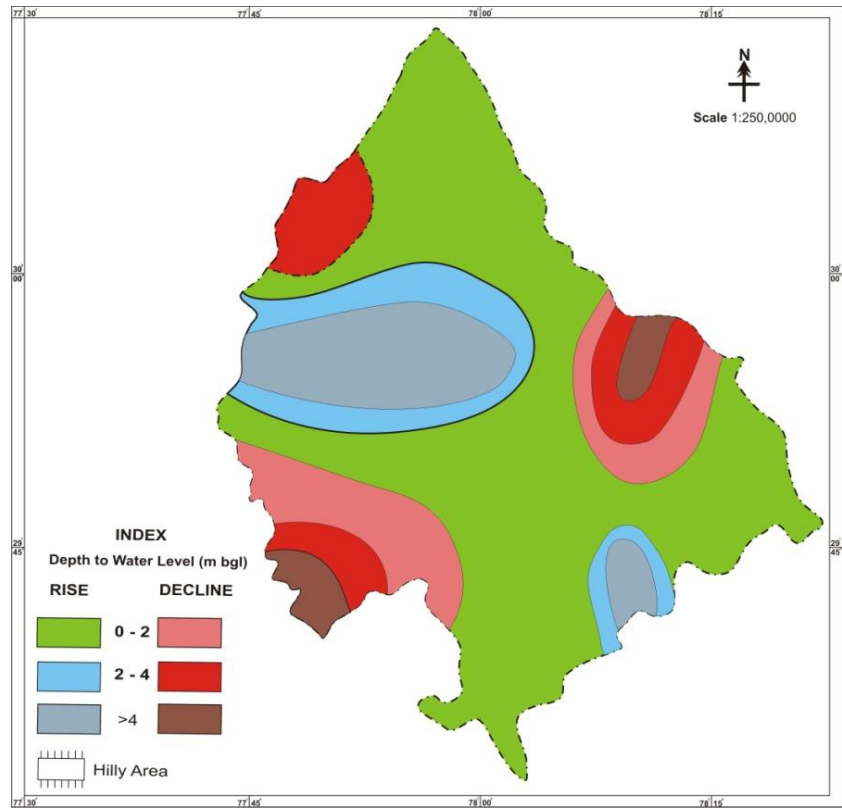 77 30' 77 45' 78 00' 78 15'
N
Scale 1:250,0000
30 00' 30 00'
29 45' 29 45'
INDEX
Depth to Water Level (m bgl)
RISE DECLINE
0 - 2
2 - 4
>4
Hilly Area
77 30' 77 45' 78 00' 78 15'